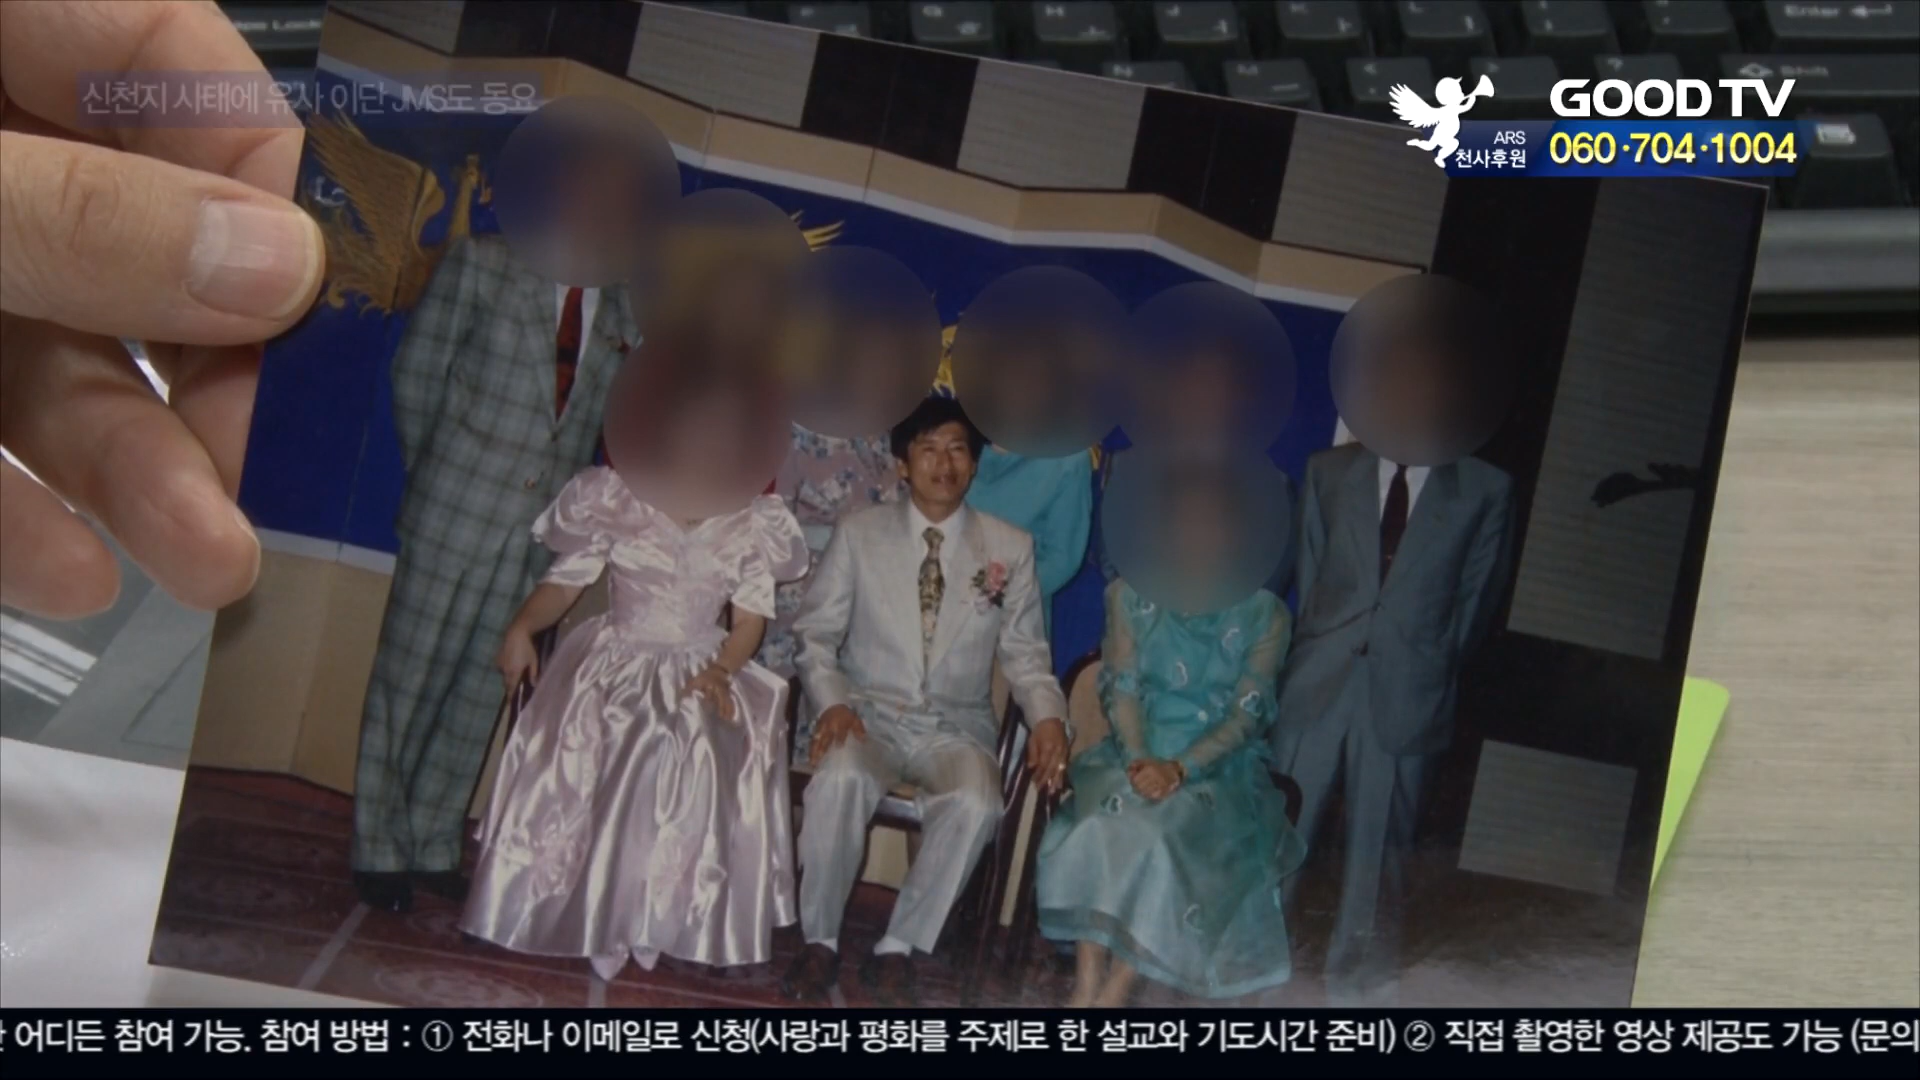 신천지 사태에 유사 이단 JMS도 동요
GOODTV
ARS
천사후원
060·704·1004
Enter
Shift
어디든 참여 가능. 참여 방법 : ① 전화나 이메일로 신청(사랑과 평화를 주제로 한 설교와 기도시간 준비) ② 직접 촬영한 영상 제공도 가능 (문의